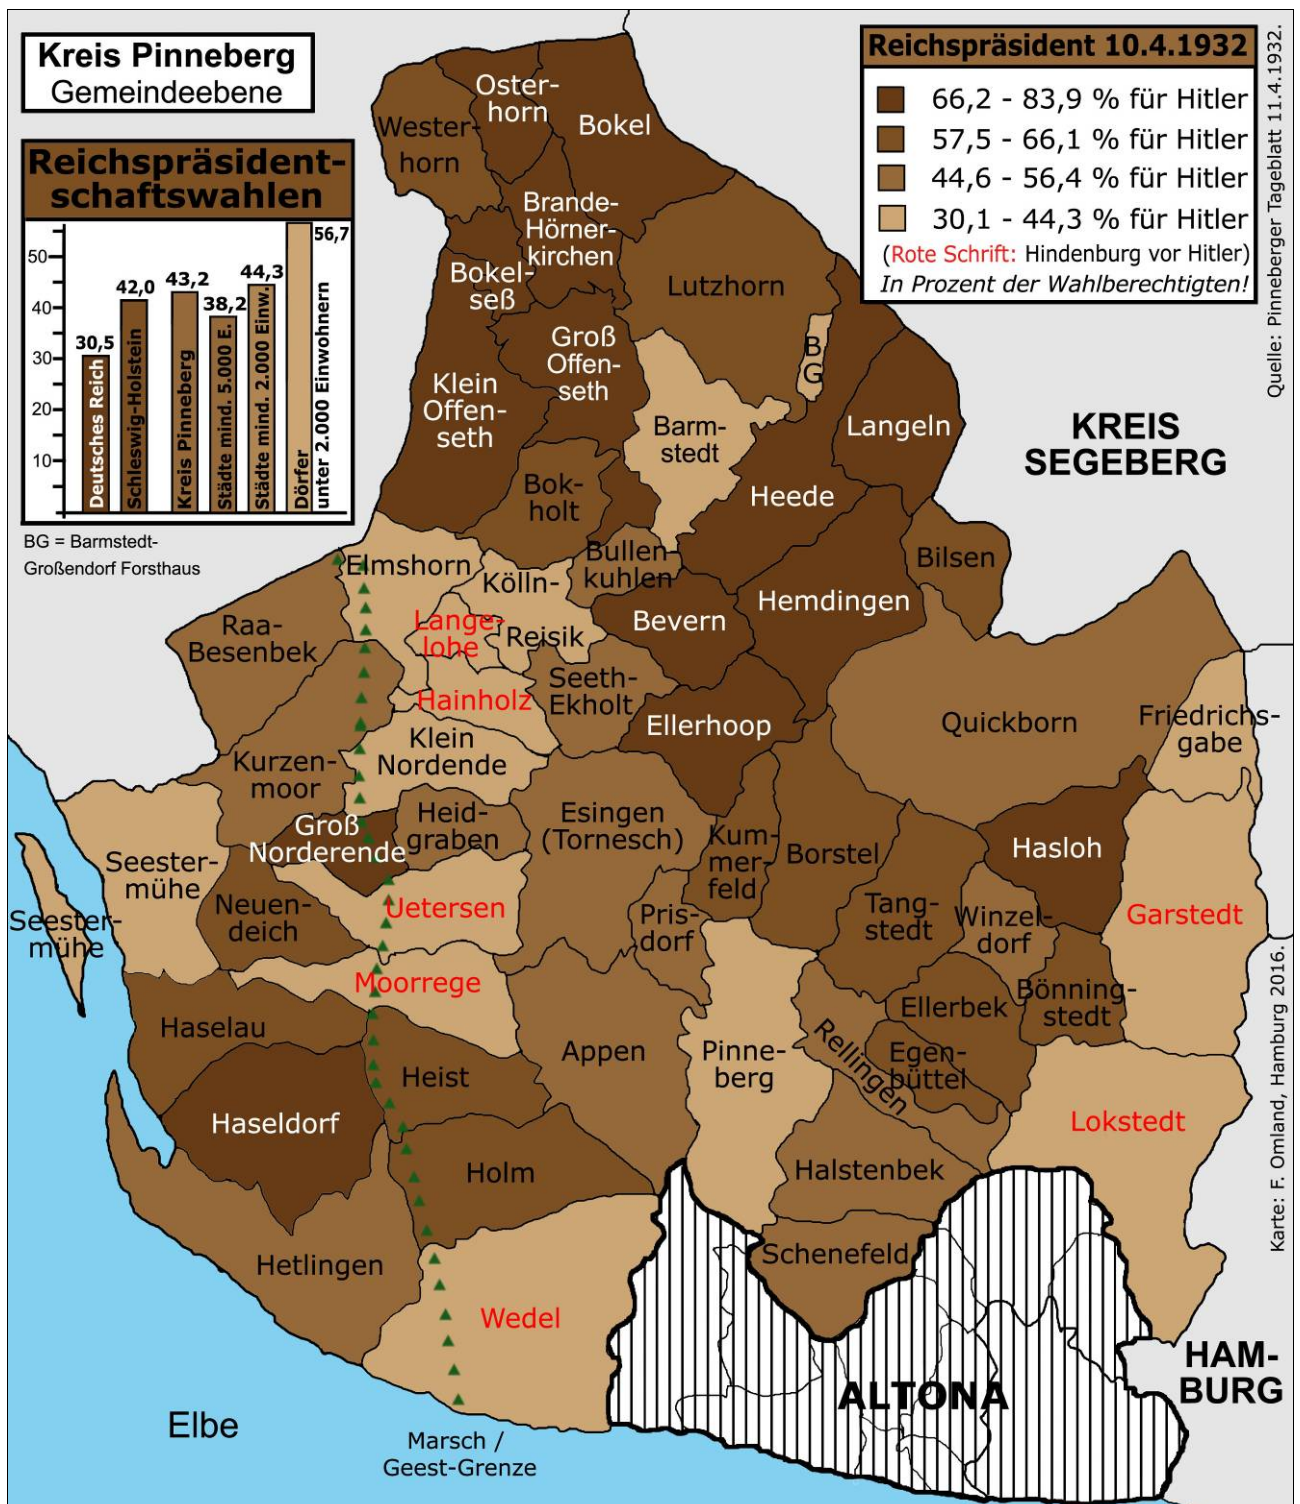 Kreis Pinneberg
Gemeindeebene
Reichspräsident-
schaftswahlen
50
40
30
20
10
30,5
42,0
43,2
38,2
44,3
56,7
Deutsches Reich
Schleswig-Holstein
Kreis Pinneberg
Städte mind. 5.000 E.
Städte mind. 2.000 Einw.
Dörfer
unter 2.000 Einwohnern
BG = Barmstedt-
Großendorf Forsthaus
Reichspräsident 10.4.1932
66,2 - 83,9 % für Hitler
57,5 - 66,1 % für Hitler
44,6 - 56,4 % für Hitler
30,1 - 44,3 % für Hitler
(Rote Schrift: Hindenburg vor Hitler)
In Prozent der Wahlberechtigten!
Quelle: Pinneberger Tageblatt 11.4.1932.
Wester-
horn
Oster-
horn
Bokel
Brande-
Hörner-
kirchen
Bokel-
seß
Lutzhorn
Groß
Offen-
seth
B
G
Klein
Offen-
seth
Barm-
stedt
Langeln
KREIS
SEGEBERG
Heede
Bok-
holt
Bullen-
kuhlen
Bilsen
Elmshorn
Kölln-
Reisik
Hemdingen
Bevern
Lange-
lohe
Raa-
Besenbek
Seeth-
Ekholt
Hainholz
Ellerhoop
Quickborn
Friedrichs-
gabe
Klein
Nordende
Kurzen-
moor
Heid-
graben
Esingen
(Tornesch)
Groß
Norderende
Kum-
mer-
feld
Borstel
Hasloh
Seester-
mühe
Seester-
mühe
Neuen-
deich
Uetersen
Pris-
dorf
Tang-
stedt
Winzel-
dorf
Garstedt
Moorrege
Bönning-
stedt
Ellerbek
Haselau
Appen
Pinne-
berg
Rellingen
Egen-
büttel
Heist
Haseldorf
Lokstedt
Holm
Halstenbek
Hetlingen
Schenefeld
Wedel
ALTONA
HAM-
BURG
Elbe
Marsch /
Geest-Grenze
Karte: F. Omland, Hamburg 2016.